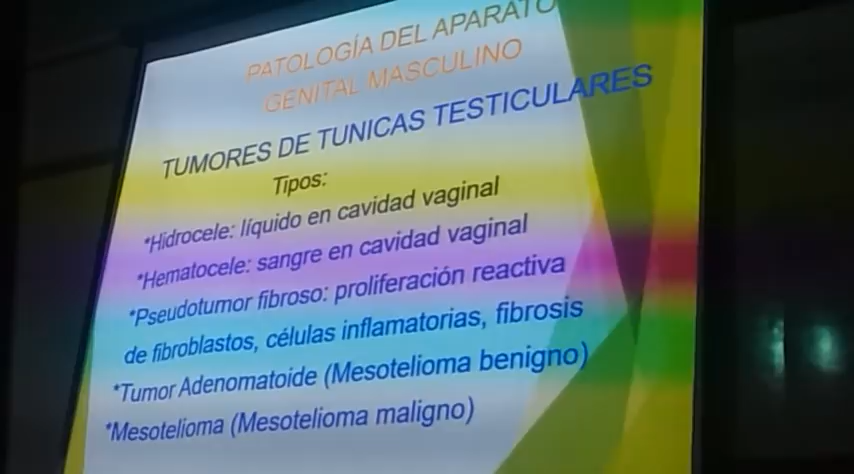 PATOLOGÍA DEL APARATO
GENITAL MASCULINO
TUMORES DE TUNICAS TESTICULARES
Tipos:
*Hidrocele: líquido en cavidad vaginal
*Hematocele: sangre en cavidad vaginal
*Pseudotumor fibroso: proliferación reactiva
de fibroblastos, células inflamatorias, fibrosis
*Tumor Adenomatoide (Mesotelioma benigno)
*Mesotelioma (Mesotelioma maligno)